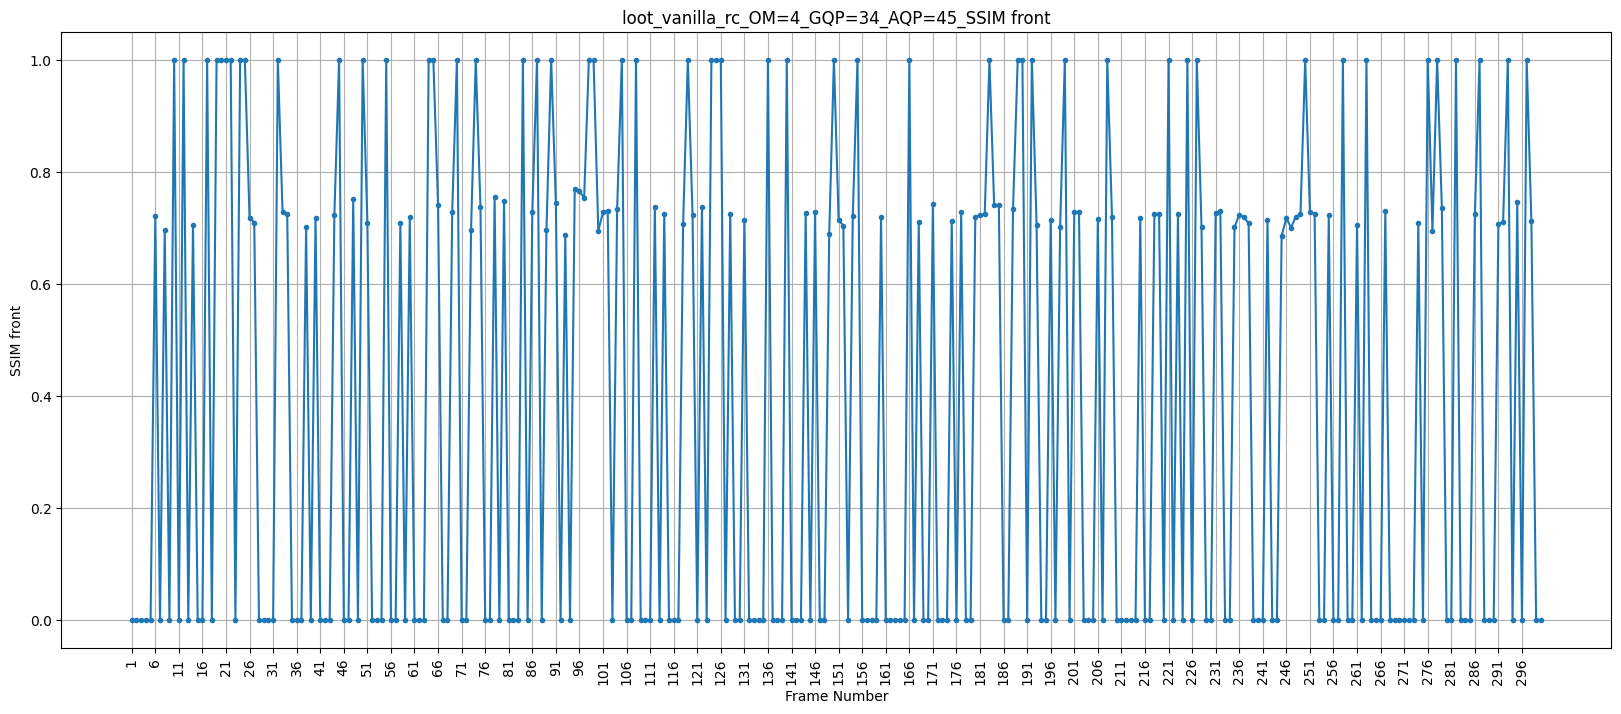 loot_vanilla_rc_OM=4_GQP=34_AQP=45_SSIM front
SSIM front
1.0
0.8
0.6
0.4
0.2
0.0
1 6 11 16 21 26 31 36 41 46 51 56 61 66 71 76 81 86 91 96 101 106 111 116 121 126 131 136 141 146 151 156 161 166 171 176 181 186 191 196 201 206 211 216 221 226 231 236 241 246 251 256 261 266 271 276 281 286 291 296
Frame Number